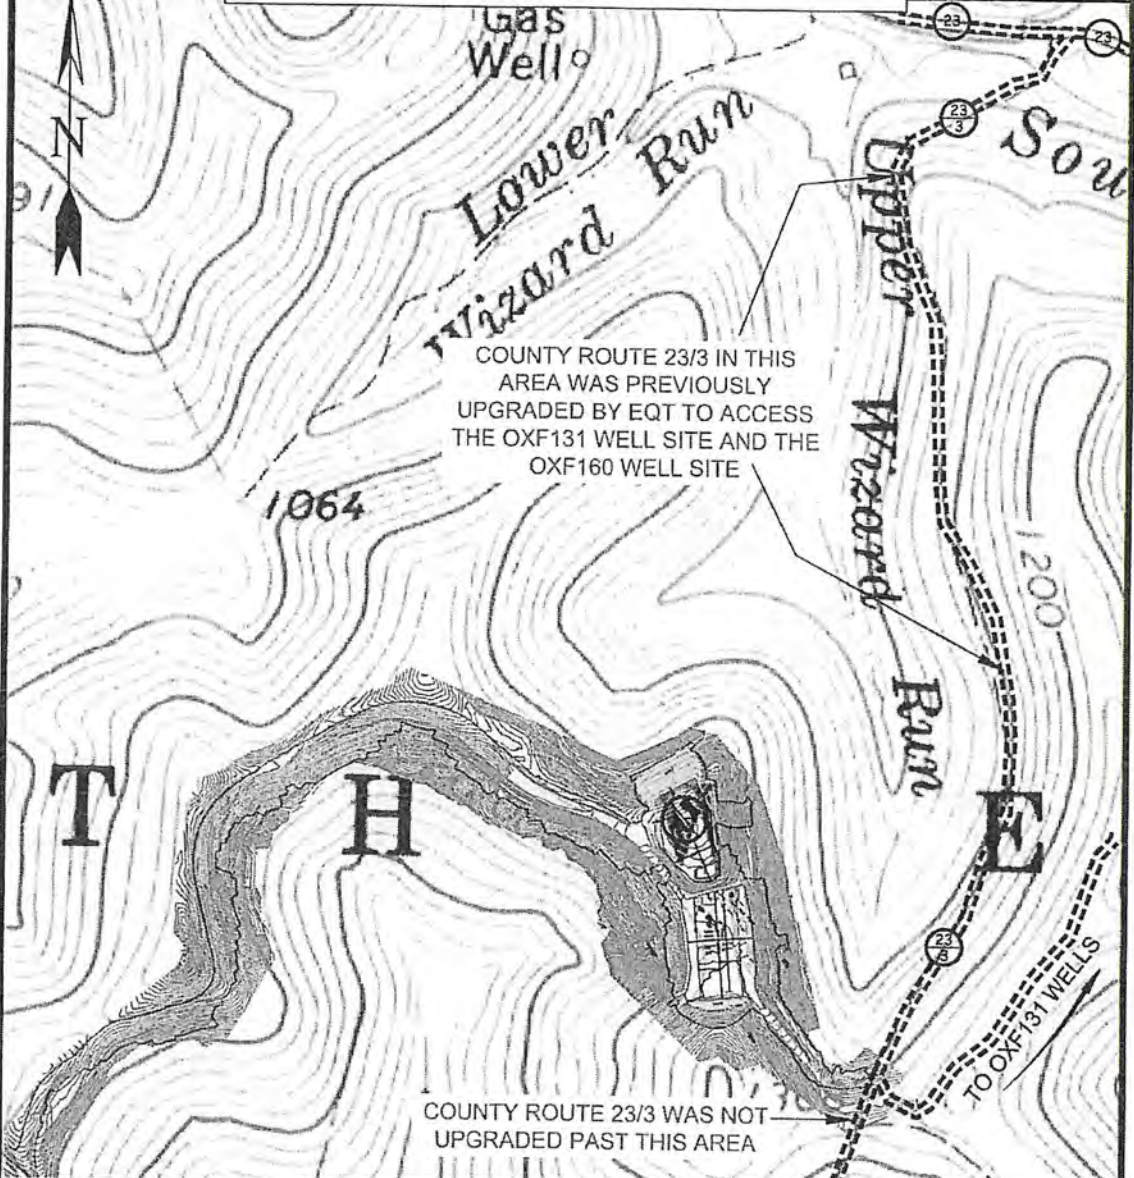 Gas
Well
23
23
23
3
N
Lower
Wizard Run
Sou
91
Upper Wizard Run
COUNTY ROUTE 23/3 IN THIS
AREA WAS PREVIOUSLY
UPGRADED BY EQT TO ACCESS
THE OXF131 WELL SITE AND THE
OXF160 WELL SITE
1064
1200
T H E
23
3
TO OXF131 WELLS
COUNTY ROUTE 23/3 WAS NOT
UPGRADED PAST THIS AREA